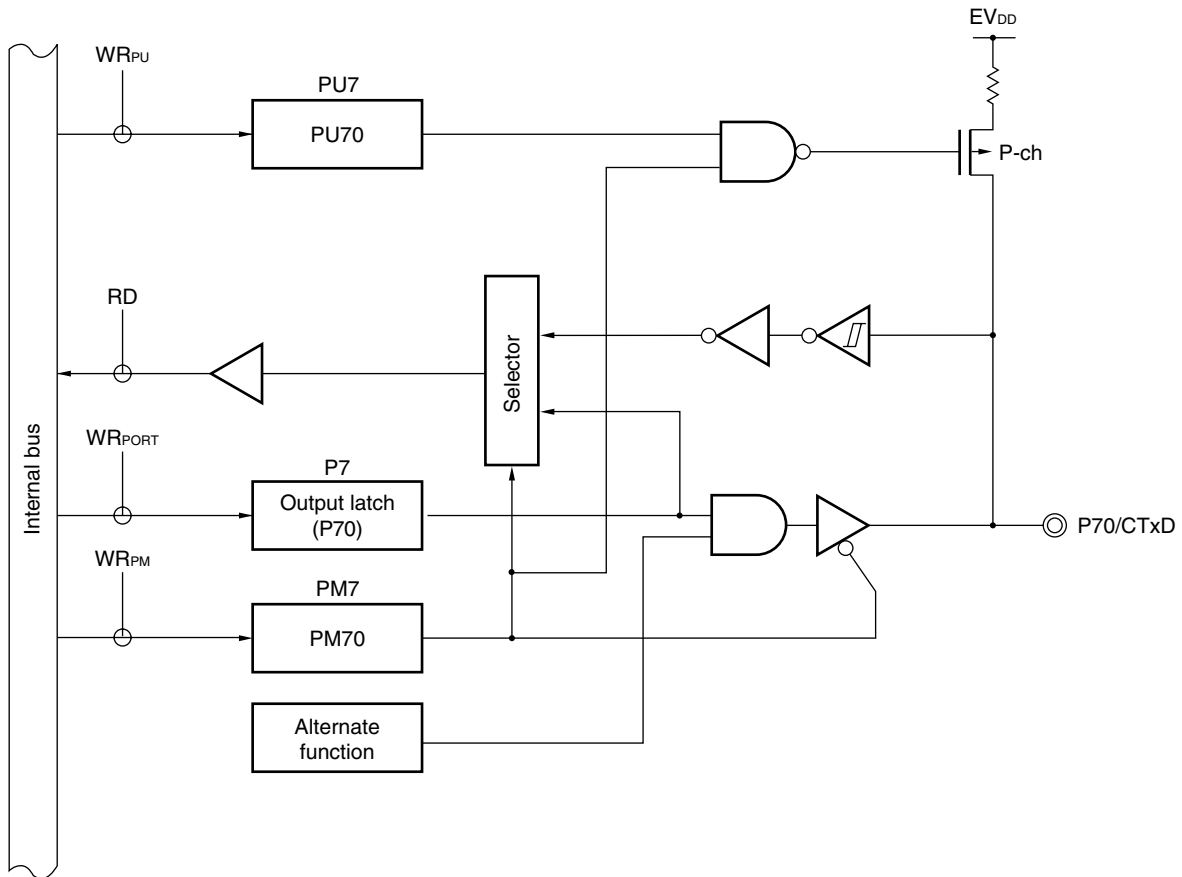 EVDD
WRPU
PU7
PU70
P-ch
RD
Selector
Internal bus
WRPORT
P7
Output latch
(P70)
P70/CTxD
WRPM
PM7
PM70
Alternate
function